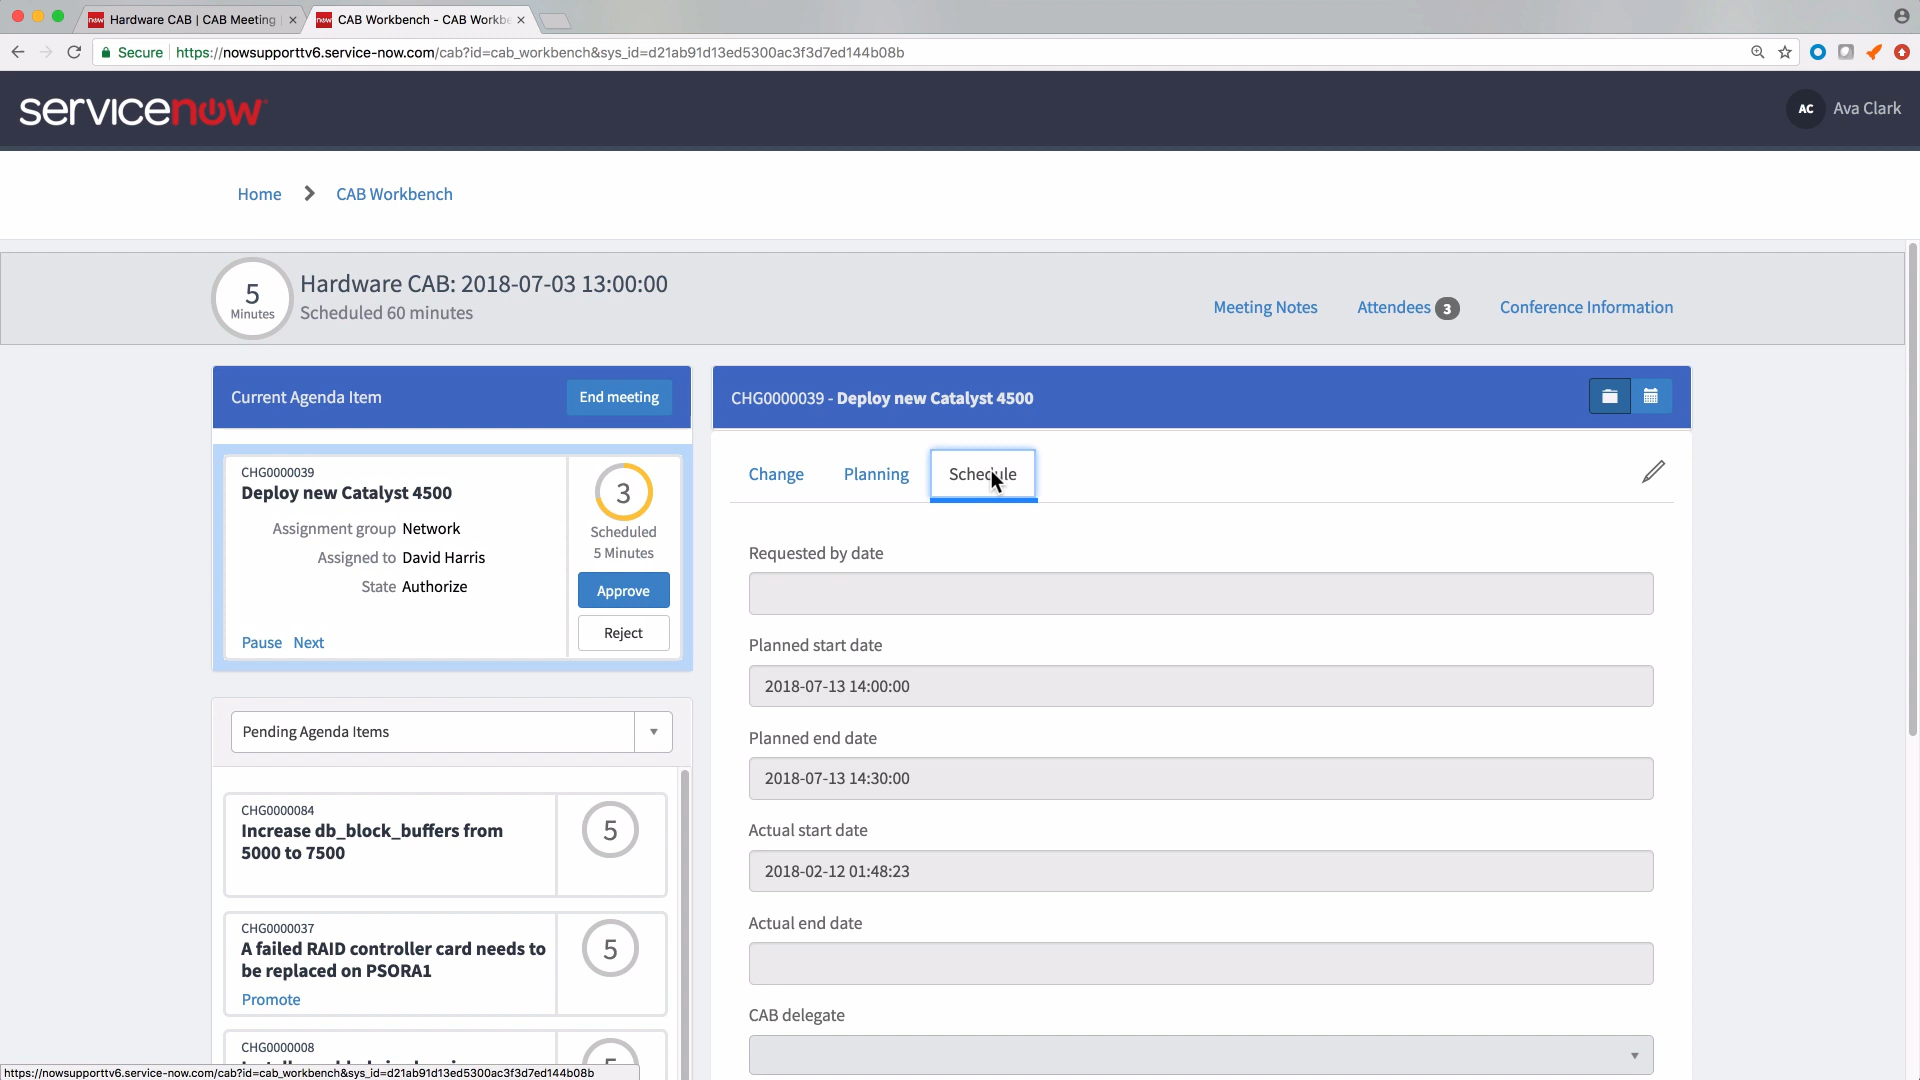 Hardware CAB | CAB Meeting
CAB Workbench - CAB Workbe
Secure
https://nowsupporttv6.service-now.com/cab?id=cab_workbench&sys_id=d21ab91d13ed5300ac3f3d7ed144b08b
servicenow
AC
Ava Clark
Home
CAB Workbench
5
Minutes
Hardware CAB: 2018-07-03 13:00:00
Scheduled 60 minutes
Meeting Notes
Attendees 3
Conference Information
Current Agenda Item
End meeting
CHG0000039
Deploy new Catalyst 4500
Assignment group Network
Assigned to David Harris
State Authorize
Pause Next
3
Scheduled
5 Minutes
Approve
Reject
Pending Agenda Items
CHG0000084
Increase db_block_buffers from
5000 to 7500
5
CHG0000037
A failed RAID controller card needs to
be replaced on PSORA1
Promote
5
CHG0000008
CHG0000039 - Deploy new Catalyst 4500
Change
Planning
Schedule
Requested by date
Planned start date
2018-07-13 14:00:00
Planned end date
2018-07-13 14:30:00
Actual start date
2018-02-12 01:48:23
Actual end date
CAB delegate
https://nowsupporttv6.service-now.com/cab?id=cab_workbench&sys_id=d21ab91d13ed5300ac3f3d7ed144b08b